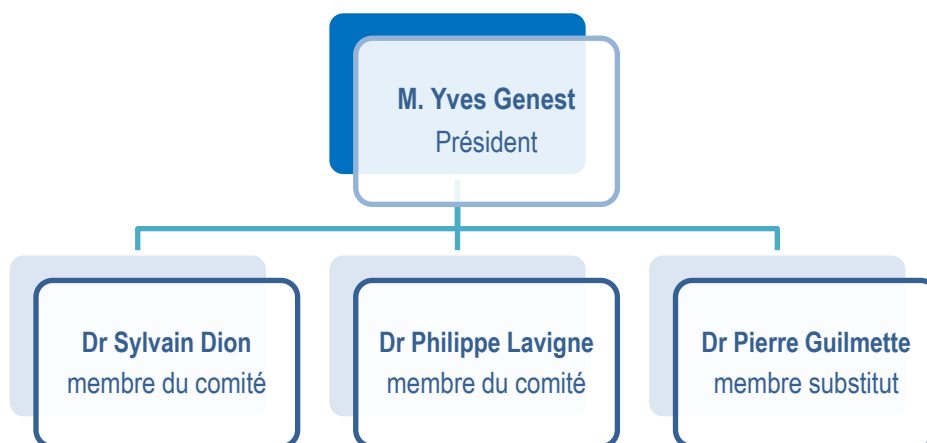 M. Yves Genest
Président
Dr Sylvain Dion
membre du comité
Dr Philippe Lavigne
membre du comité
Dr Pierre Guilmette
membre substitut